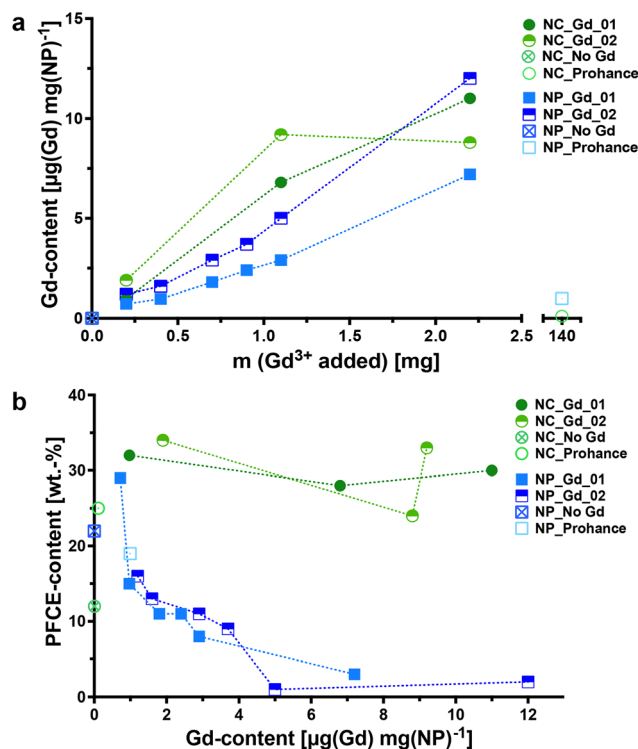 a
Gd-content [µg(Gd) mg(NP)⁻¹]
15
10
5
0
0.0 0.5 1.0 1.5 2.0 2.5 140
m (Gd³⁺ added) [mg]
NC_Gd_01
NC_Gd_02
NC_No Gd
NC_Prohance
NP_Gd_01
NP_Gd_02
NP_No Gd
NP_Prohance
b
PFCE-content [wt.-%]
40
30
20
10
0
0 2 4 6 8 10 12
Gd-content [µg(Gd) mg(NP)⁻¹]
NC_Gd_01
NC_Gd_02
NC_No Gd
NC_Prohance
NP_Gd_01
NP_Gd_02
NP_No Gd
NP_Prohance